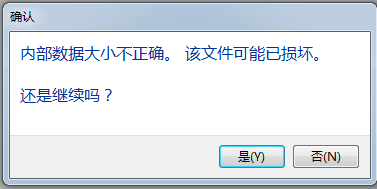 确认
内部数据大小不正确。 该文件可能已损坏。
还是继续吗？
是(Y)
否(N)